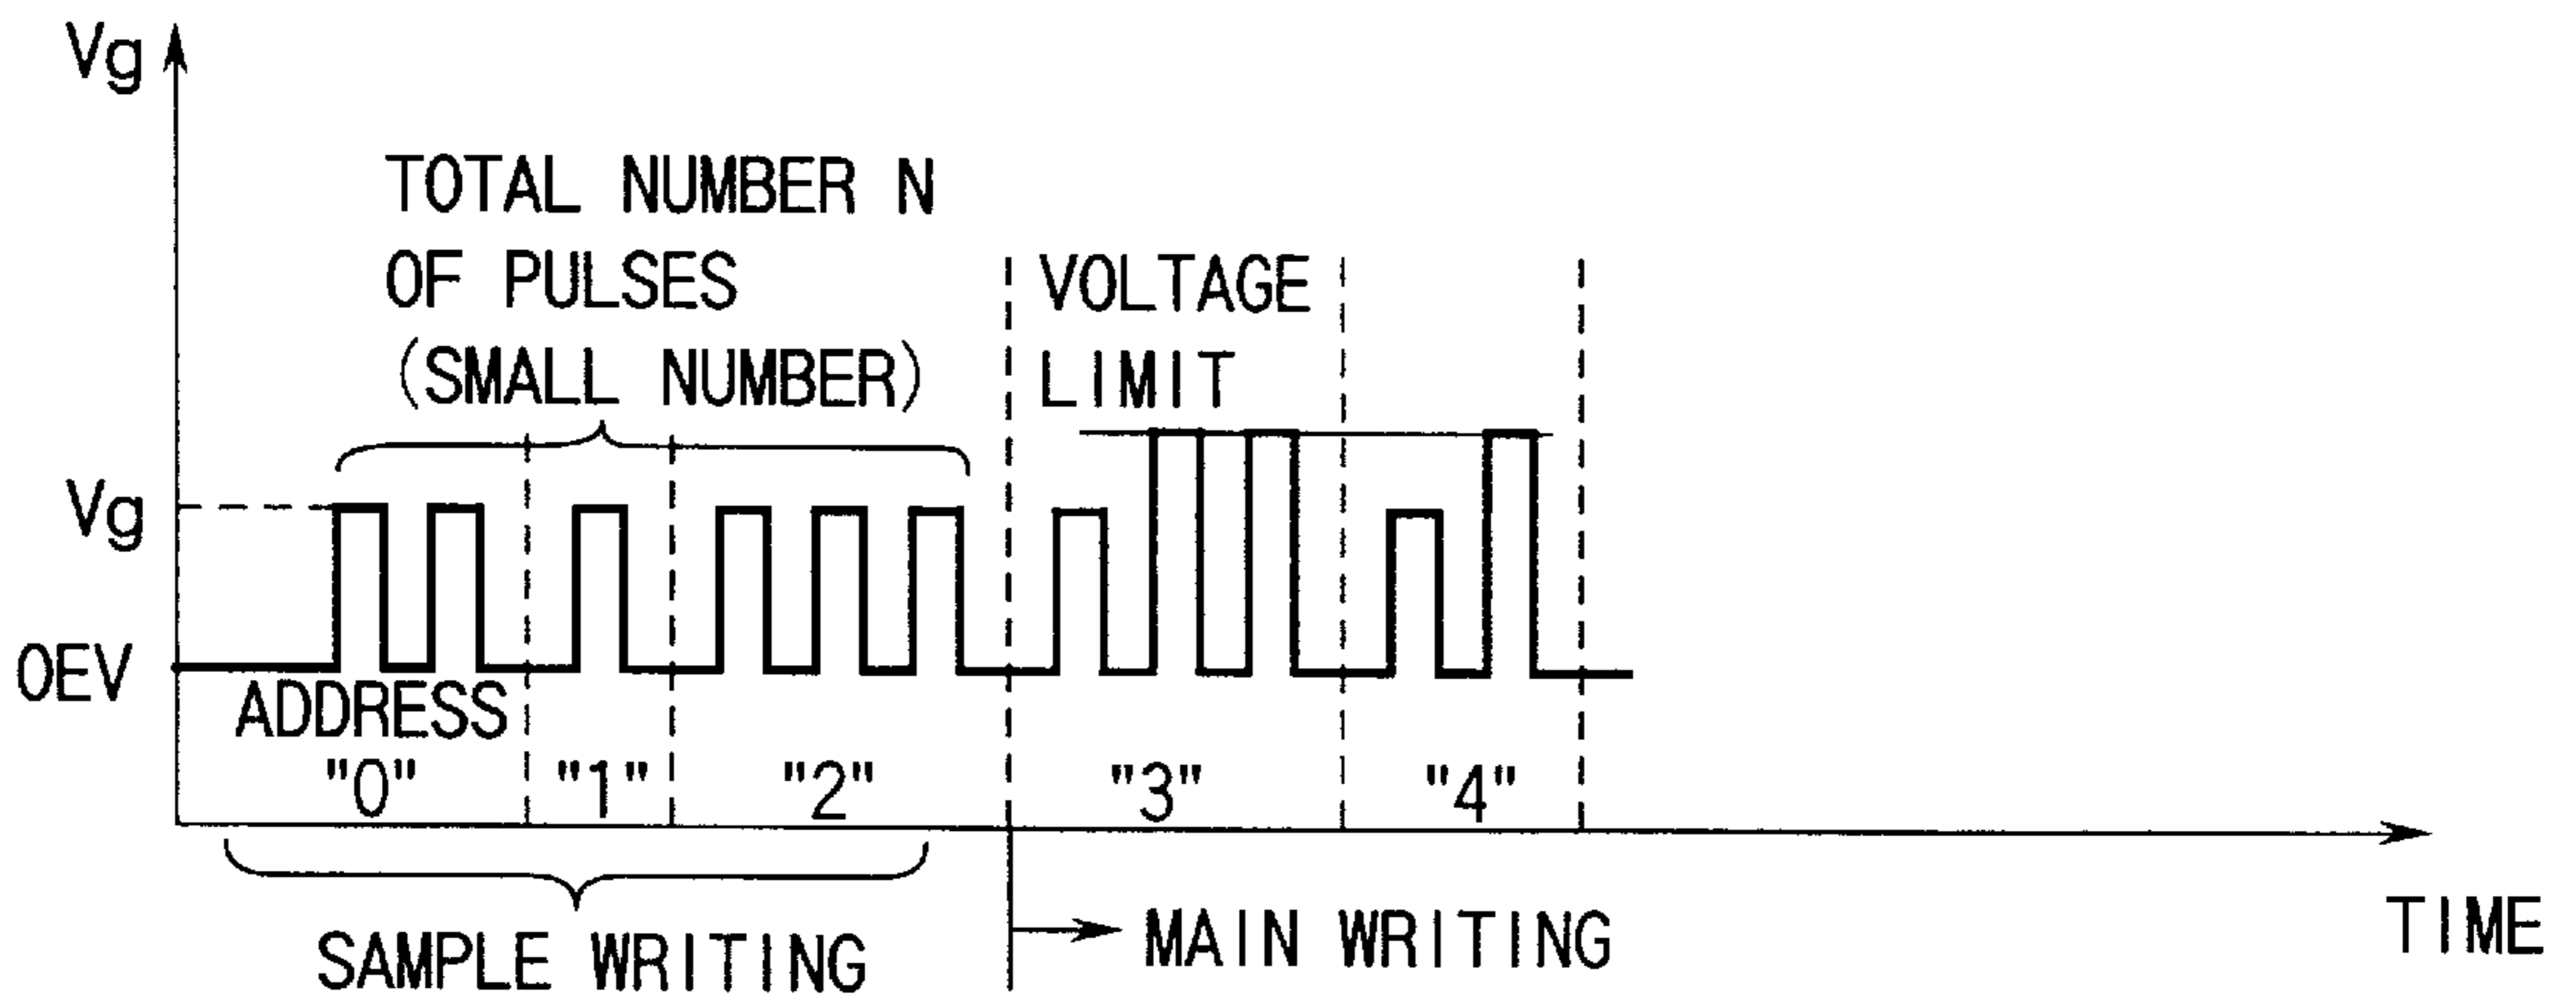 Vg
TOTAL NUMBER N
OF PULSES
(SMALL NUMBER)
VOLTAGE
LIMIT
Vg
OEV
ADDRESS
"0" "1" "2" "3" "4"
SAMPLE WRITING
MAIN WRITING
TIME